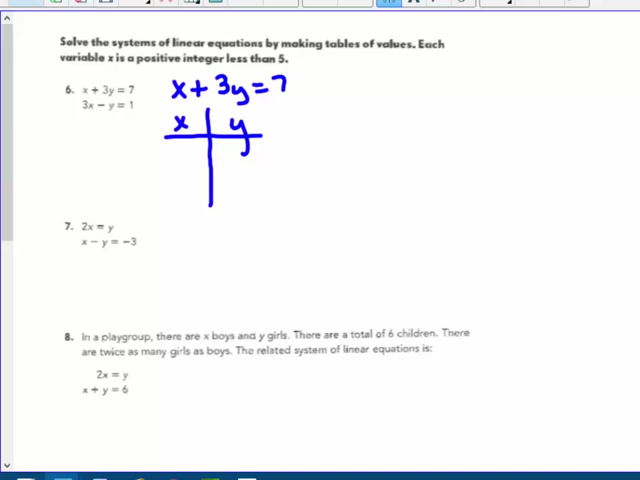 Solve the systems of linear equations by making tables of values. Each
variable x is a positive integer less than 5.
6. x + 3y = 7
3x − y = 1
x + 3y = 7
x y
7. 2x = y
x − y = −3
8. In a playgroup, there are x boys and y girls. There are a total of 6 children. There
are twice as many girls as boys. The related system of linear equations is:
2x = y
x + y = 6